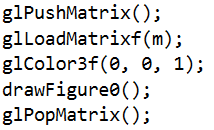 glPushMatrix();
glLoadMatrixf(m);
glColor3f(0, 0, 1);
drawFigure0();
glPopMatrix();